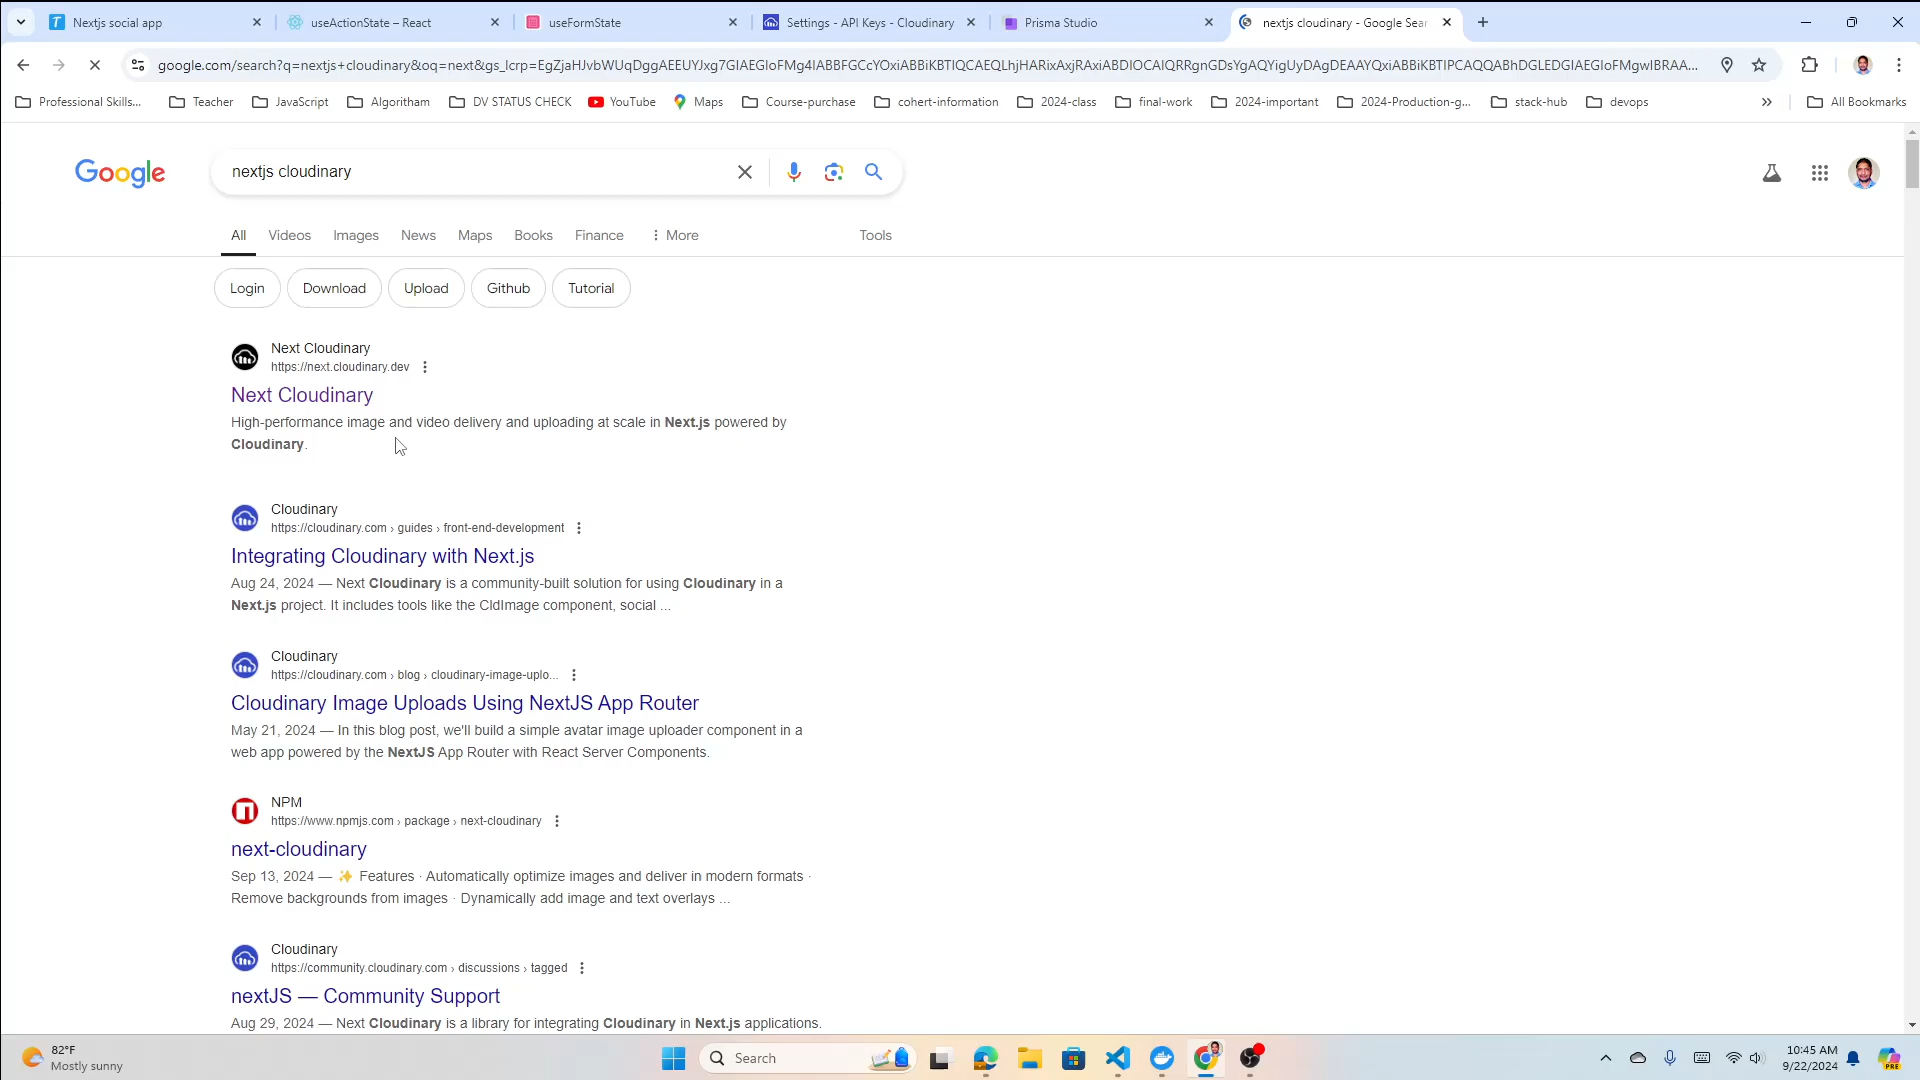 Nextjs social app
useActionState – React
useFormState
Settings - API Keys - Cloudinary
Prisma Studio
nextjs cloudinary - Google Sear
Professional Skills...
Teacher
JavaScript
Algoritham
DV STATUS CHECK
YouTube
Maps
Course-purchase
cohert-information
2024-class
final-work
2024-important
2024-Production-g...
stack-hub
devops
All Bookmarks
Google
nextjs cloudinary
All
Videos
Images
News
Maps
Books
Finance
More
Tools
Login
Download
Upload
Github
Tutorial
Next Cloudinary
https://next.cloudinary.dev
Next Cloudinary
High-performance image and video delivery and uploading at scale in Next.js powered by
Cloudinary.
Cloudinary
https://cloudinary.com › guides › front-end-development
Integrating Cloudinary with Next.js
Aug 24, 2024 — Next Cloudinary is a community-built solution for using Cloudinary in a
Next.js project. It includes tools like the CldImage component, social ...
Cloudinary
https://cloudinary.com › blog › cloudinary-image-uplo...
Cloudinary Image Uploads Using NextJS App Router
May 21, 2024 — In this blog post, we'll build a simple avatar image uploader component in a
web app powered by the NextJS App Router with React Server Components.
NPM
https://www.npmjs.com › package › next-cloudinary
next-cloudinary
Sep 13, 2024 — ✨ Features · Automatically optimize images and deliver in modern formats ·
Remove backgrounds from images · Dynamically add image and text overlays ...
Cloudinary
https://community.cloudinary.com › discussions › tagged
nextJS — Community Support
Aug 29, 2024 — Next Cloudinary is a library for integrating Cloudinary in Next.js applications.
82°F
Mostly sunny
Search
10:45 AM
9/22/2024